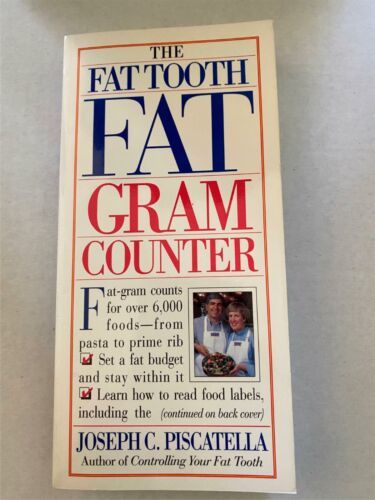 THE
FAT TOOTH
FAT
GRAM
COUNTER
Fat-gram counts
for over 6,000
foods—from
pasta to prime rib
Set a fat budget
and stay within it
Learn how to read food labels,
including the (continued on back cover)
JOSEPH C. PISCATELLA
Author of Controlling Your Fat Tooth